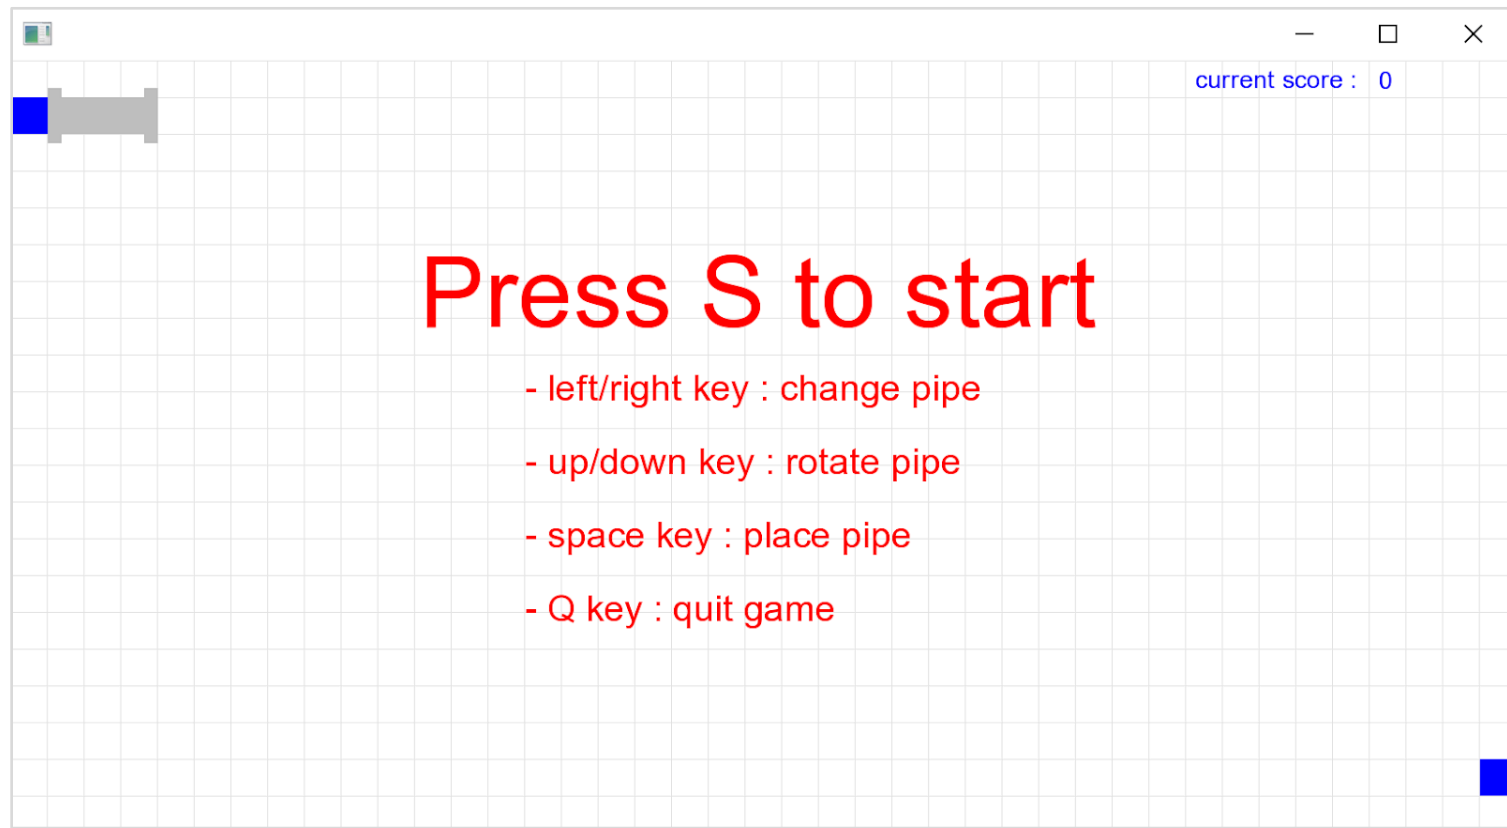 current score : 0
Press S to start
- left/right key : change pipe
- up/down key : rotate pipe
- space key : place pipe
- Q key : quit game